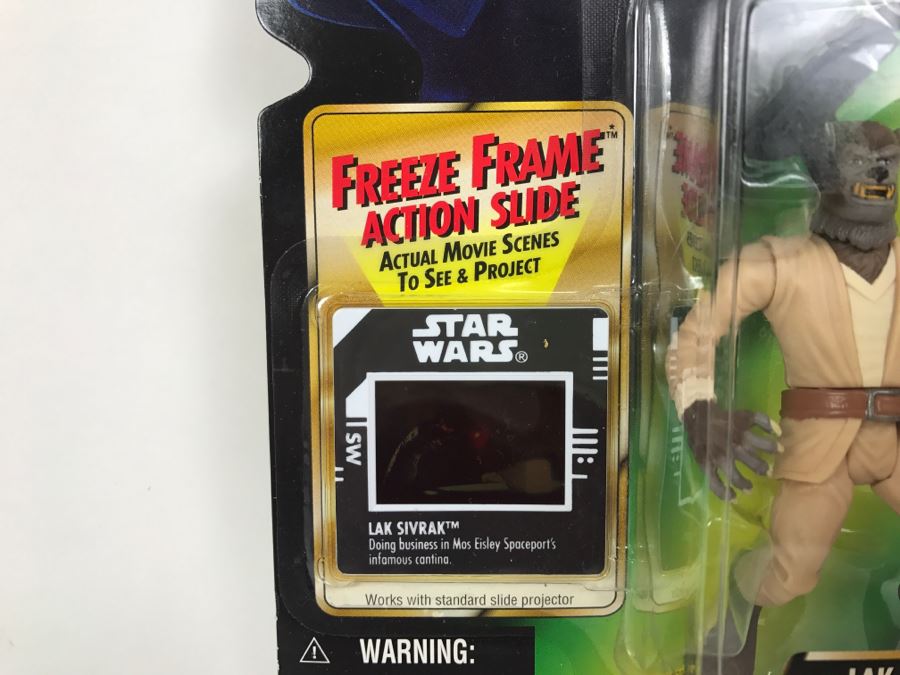 FREEZE FRAME™
ACTION SLIDE
ACTUAL MOVIE SCENES
TO SEE & PROJECT
STAR
WARS®
SW
LAK SIVRAK™
Doing business in Mos Eisley Spaceport's
infamous cantina.
Works with standard slide projector
WARNING:
LAK